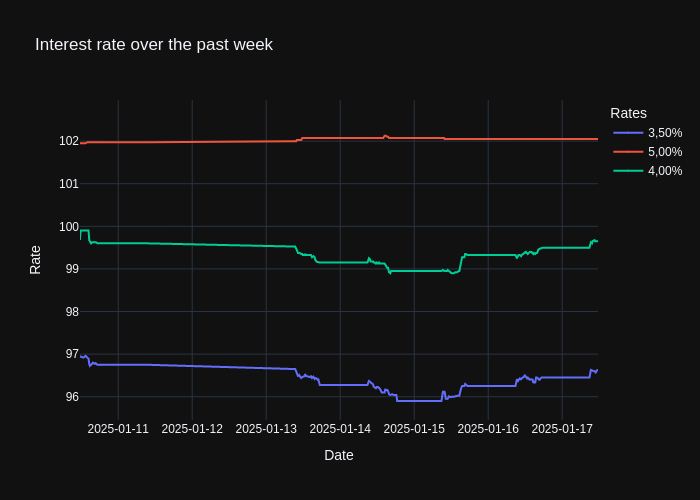 Interest rate over the past week
Rates
3,50%
5,00%
4,00%
102
101
100
99
98
97
96
Rate
2025-01-11 2025-01-12 2025-01-13 2025-01-14 2025-01-15 2025-01-16 2025-01-17
Date